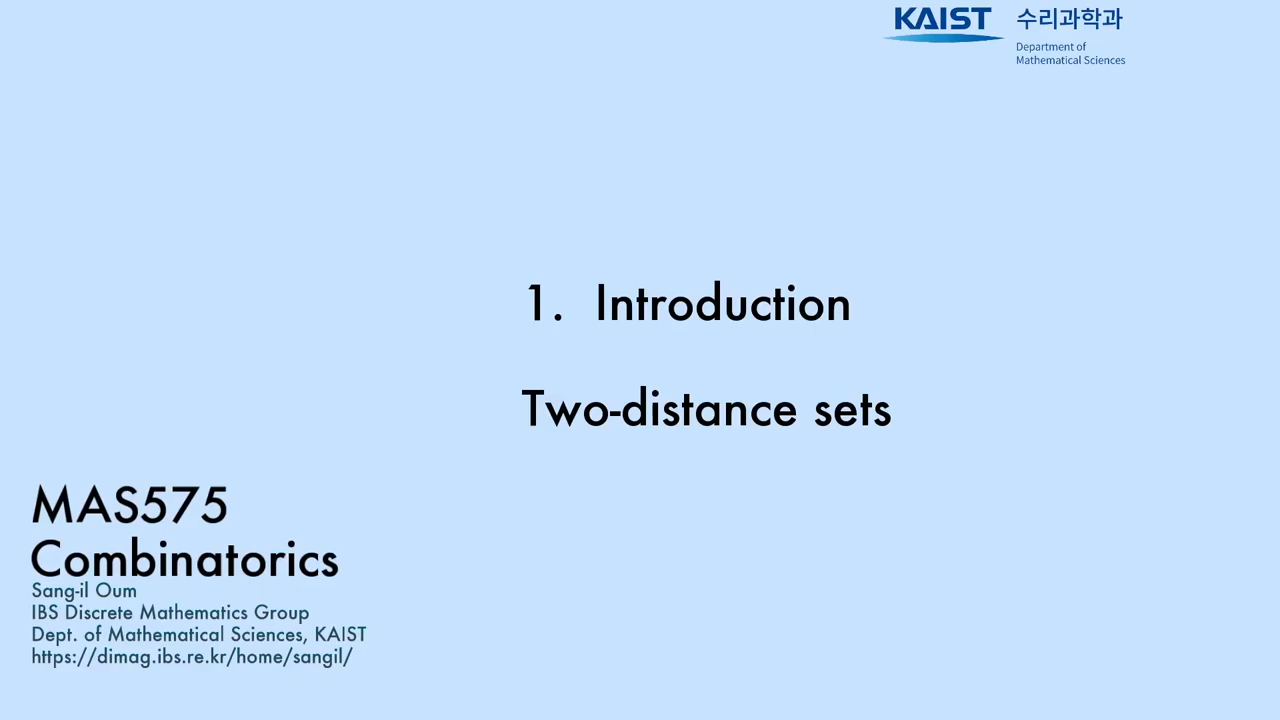 KAIST 수리과학과
Department of
Mathematical Sciences
1. Introduction
Two-distance sets
MAS575
Combinatorics
Sang-il Oum
IBS Discrete Mathematics Group
Dept. of Mathematical Sciences, KAIST
https://dimag.ibs.re.kr/home/sangil/